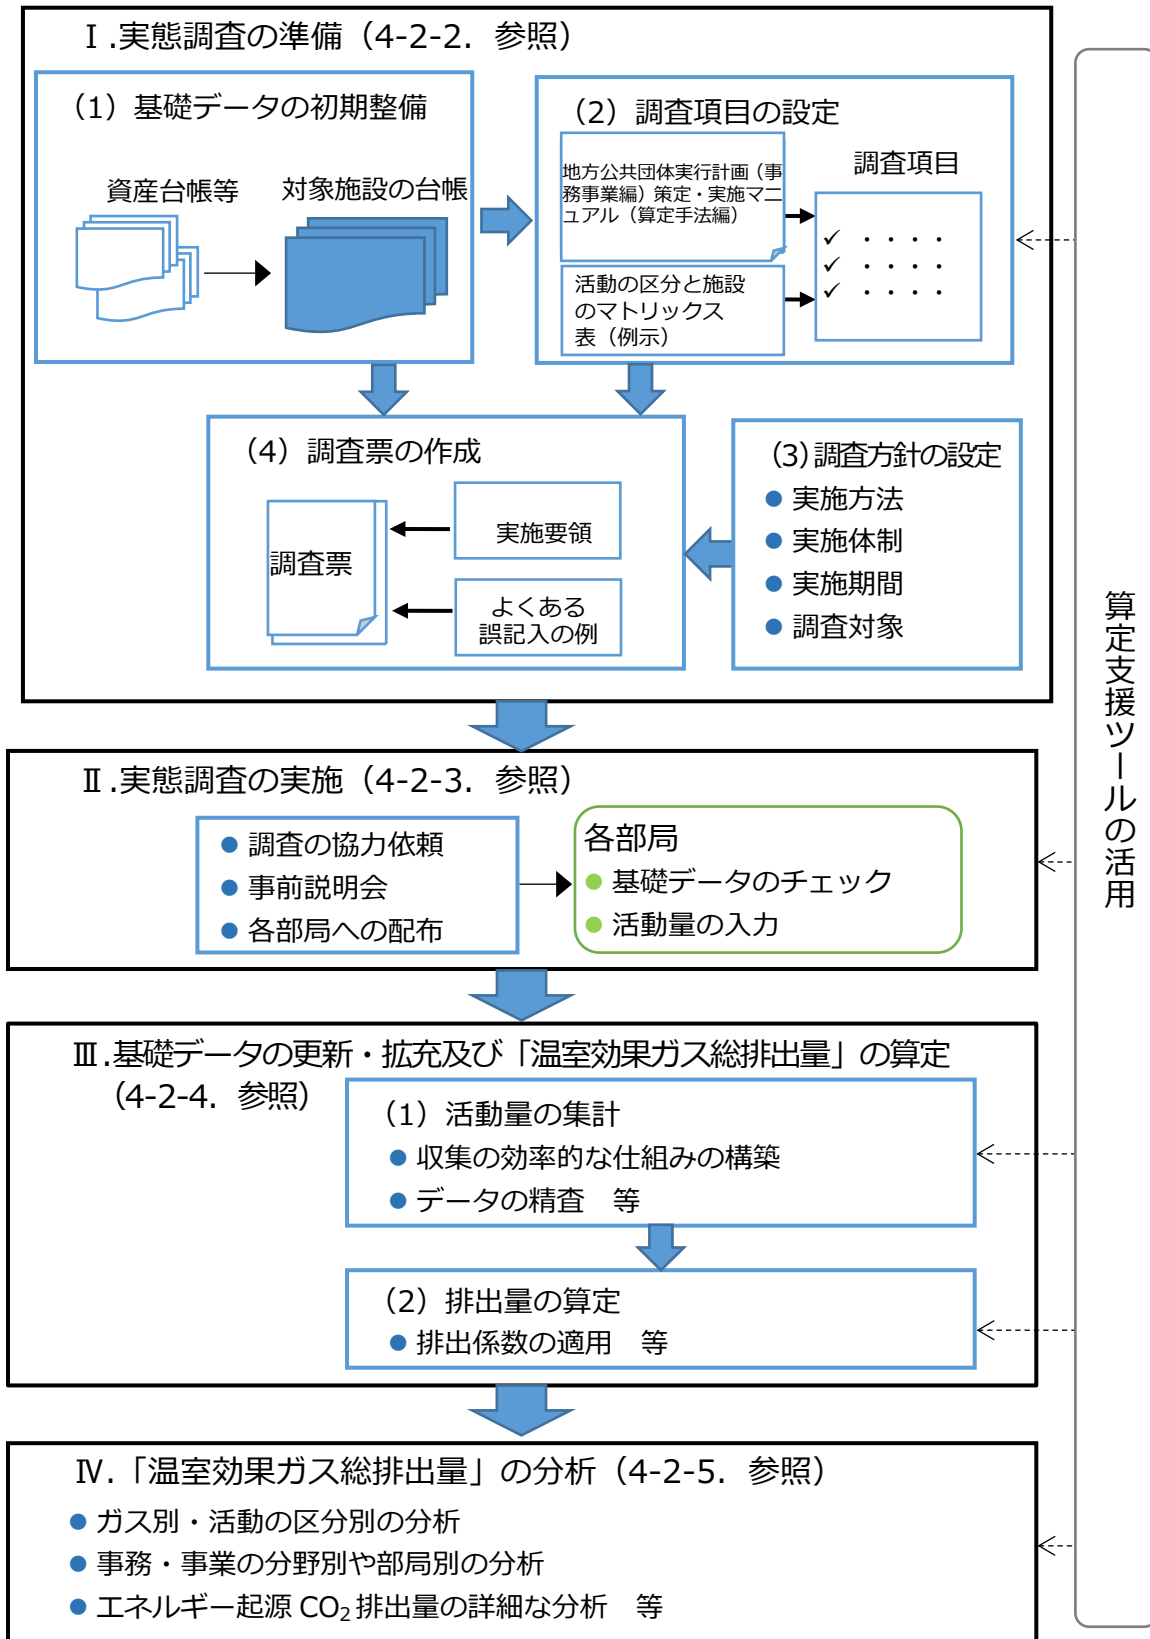 Ⅰ.実態調査の準備（4-2-2．参照）
（1）基礎データの初期整備
資産台帳等
対象施設の台帳
（2）調査項目の設定
地方公共団体実行計画（事
務事業編）策定・実施マニ
ュアル（算定手法編）
活動の区分と施設
のマトリックス
表（例示）
調査項目
✓ ・・・・
✓ ・・・・
✓ ・・・・
（4）調査票の作成
調査票
実施要領
よくある
誤記入の例
（3）調査方針の設定
● 実施方法
● 実施体制
● 実施期間
● 調査対象
Ⅱ.実態調査の実施（4-2-3．参照）
● 調査の協力依頼
● 事前説明会
● 各部局への配布
各部局
● 基礎データのチェック
● 活動量の入力
Ⅲ.基礎データの更新・拡充及び「温室効果ガス総排出量」の算定
（4-2-4．参照）
（1）活動量の集計
● 収集の効率的な仕組みの構築
● データの精査　等
（2）排出量の算定
● 排出係数の適用　等
Ⅳ.「温室効果ガス総排出量」の分析（4-2-5．参照）
● ガス別・活動の区分別の分析
● 事務・事業の分野別や部局別の分析
● エネルギー起源 CO₂ 排出量の詳細な分析　等
算定支援ツールの活用